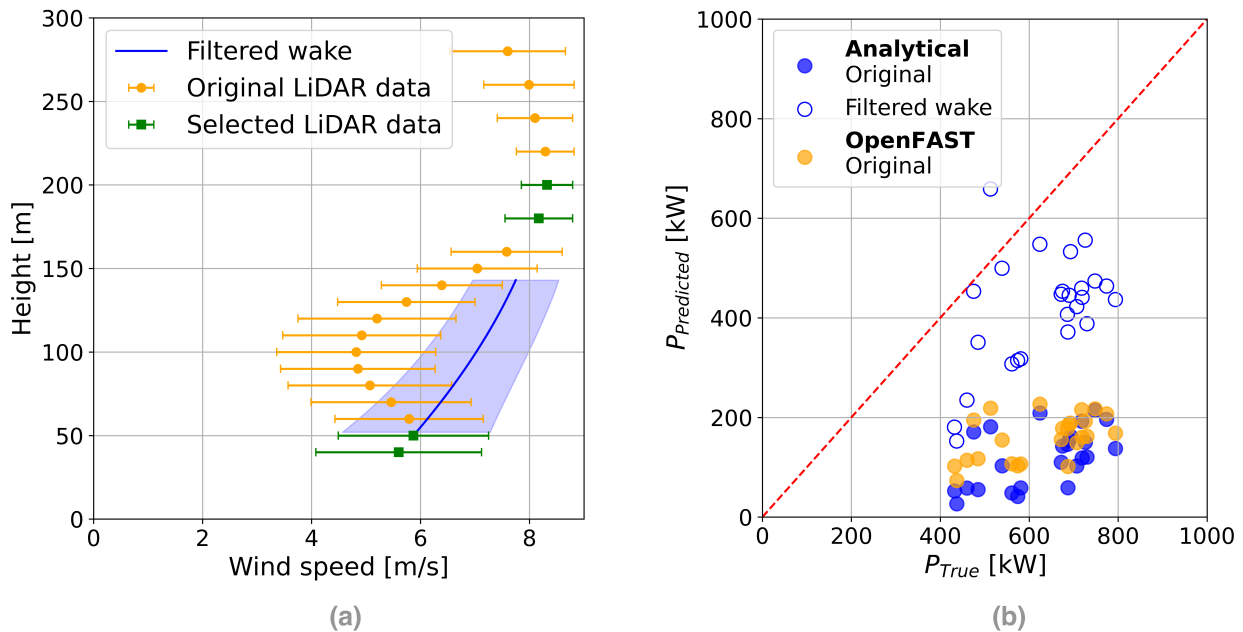 300
250
200
150
100
50
0
Height [m]
Filtered wake
Original LiDAR data
Selected LiDAR data
0 2 4 6 8
Wind speed [m/s]
(a)
1000
800
600
400
200
0
P_Predicted [kW]
Analytical
Original
Filtered wake
OpenFAST
Original
0 200 400 600 800 1000
P_True [kW]
(b)